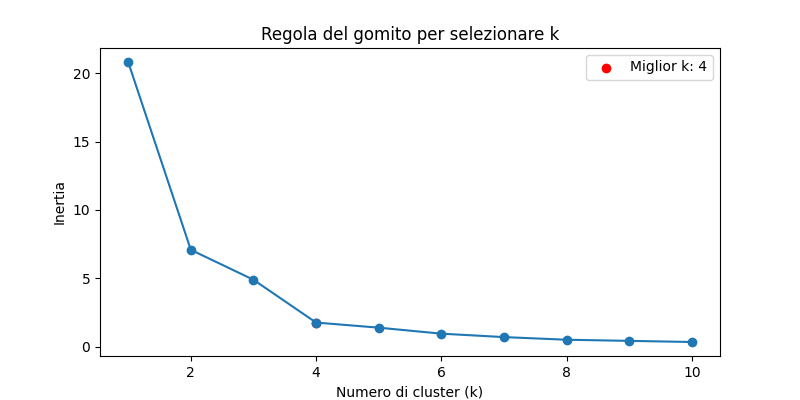 Regola del gomito per selezionare k
Miglior k: 4
20
15
10
5
0
Inertia
2
4
6
8
10
Numero di cluster (k)